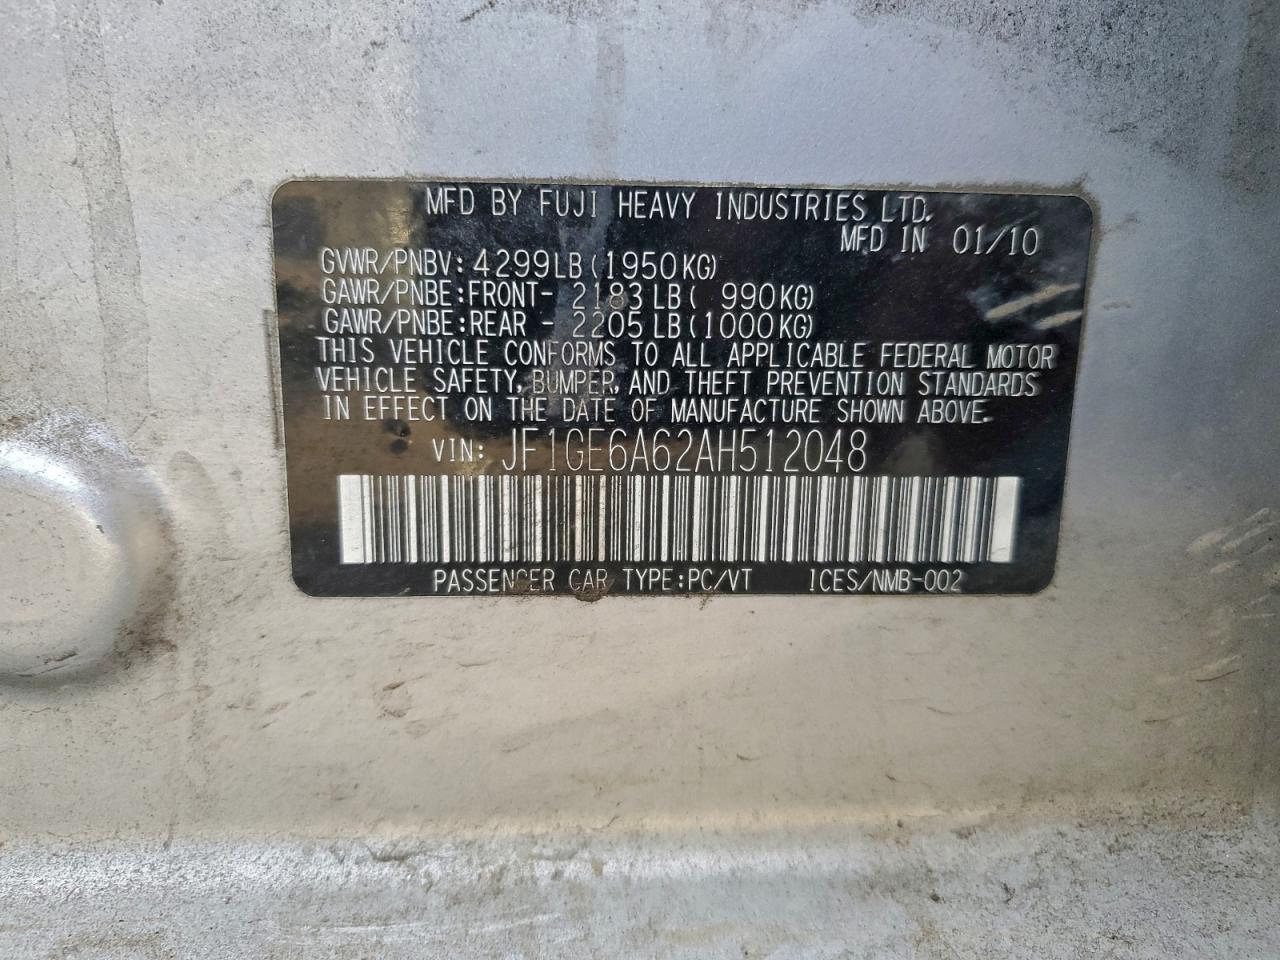 MFD BY FUJI HEAVY INDUSTRIES LTD.
MFD IN 01/10
GVWR/PNBV: 4299LB(1950KG)
GAWR/PNBE:FRONT- 2183LB( 990KG)
GAWR/PNBE:REAR - 2205LB(1000KG)
THIS VEHICLE CONFORMS TO ALL APPLICABLE FEDERAL MOTOR
VEHICLE SAFETY, BUMPER, AND THEFT PREVENTION STANDARDS
IN EFFECT ON THE DATE OF MANUFACTURE SHOWN ABOVE.
VIN: JF1GE6A62AH512048
PASSENGER CAR TYPE:PC/VT ICES/NMB-002